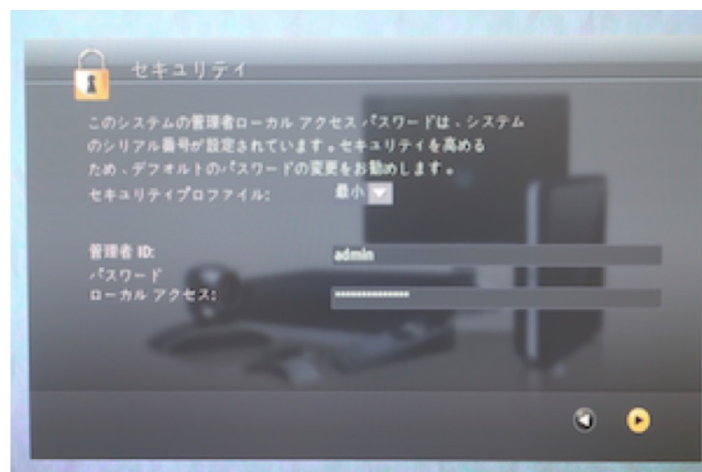 セキュリティ
このシステムの管理者ローカル アクセス パスワードは、システム
のシリアル番号が設定されています。セキュリティを高める
ため、デフォルトのパスワードの変更をお勧めします。
セキュリティプロファイル: 最小
管理者 ID: admin
パスワード
ローカル アクセス: ***************